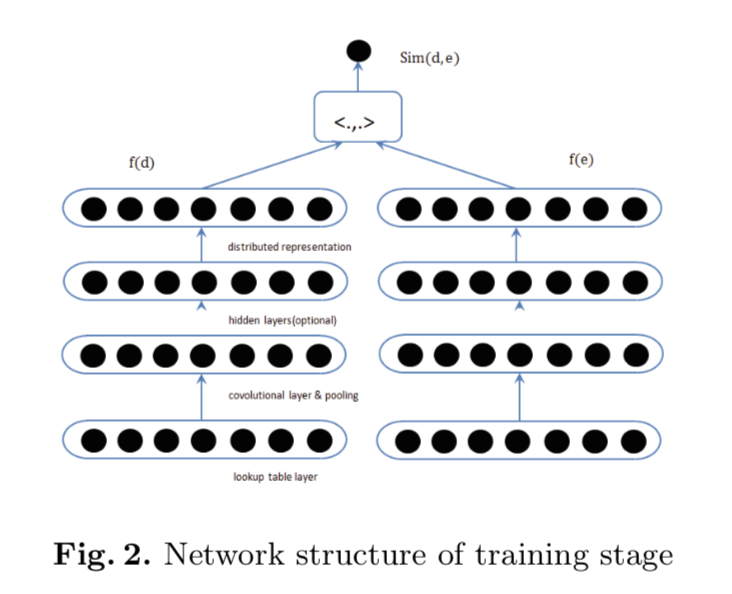 Sim(d,e)
<.,.>
f(d)
f(e)
distributed representation
hidden layers(optional)
covolutional layer & pooling
lookup table layer
Fig. 2. Network structure of training stage